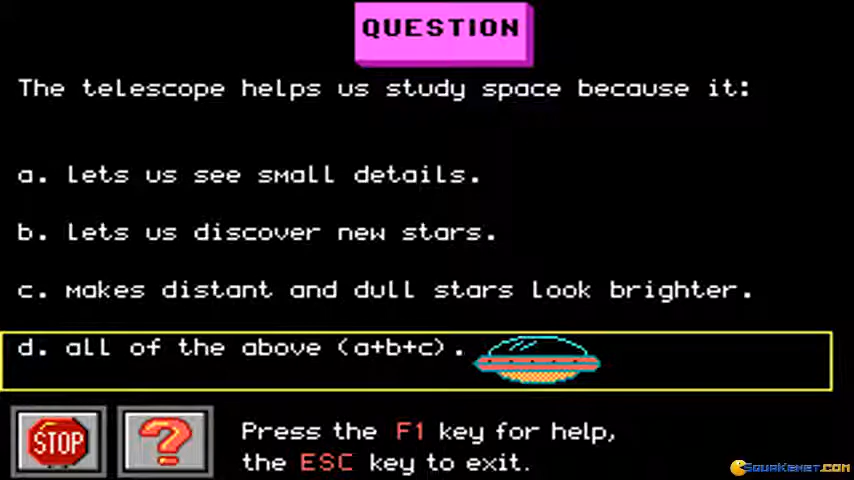 QUESTION
The telescope helps us study space because it:
a. lets us see small details.
b. lets us discover new stars.
c. makes distant and dull stars look brighter.
d. all of the above (a+b+c).
STOP
?
Press the F1 key for help,
the ESC key to exit.
SquaKeNet.com